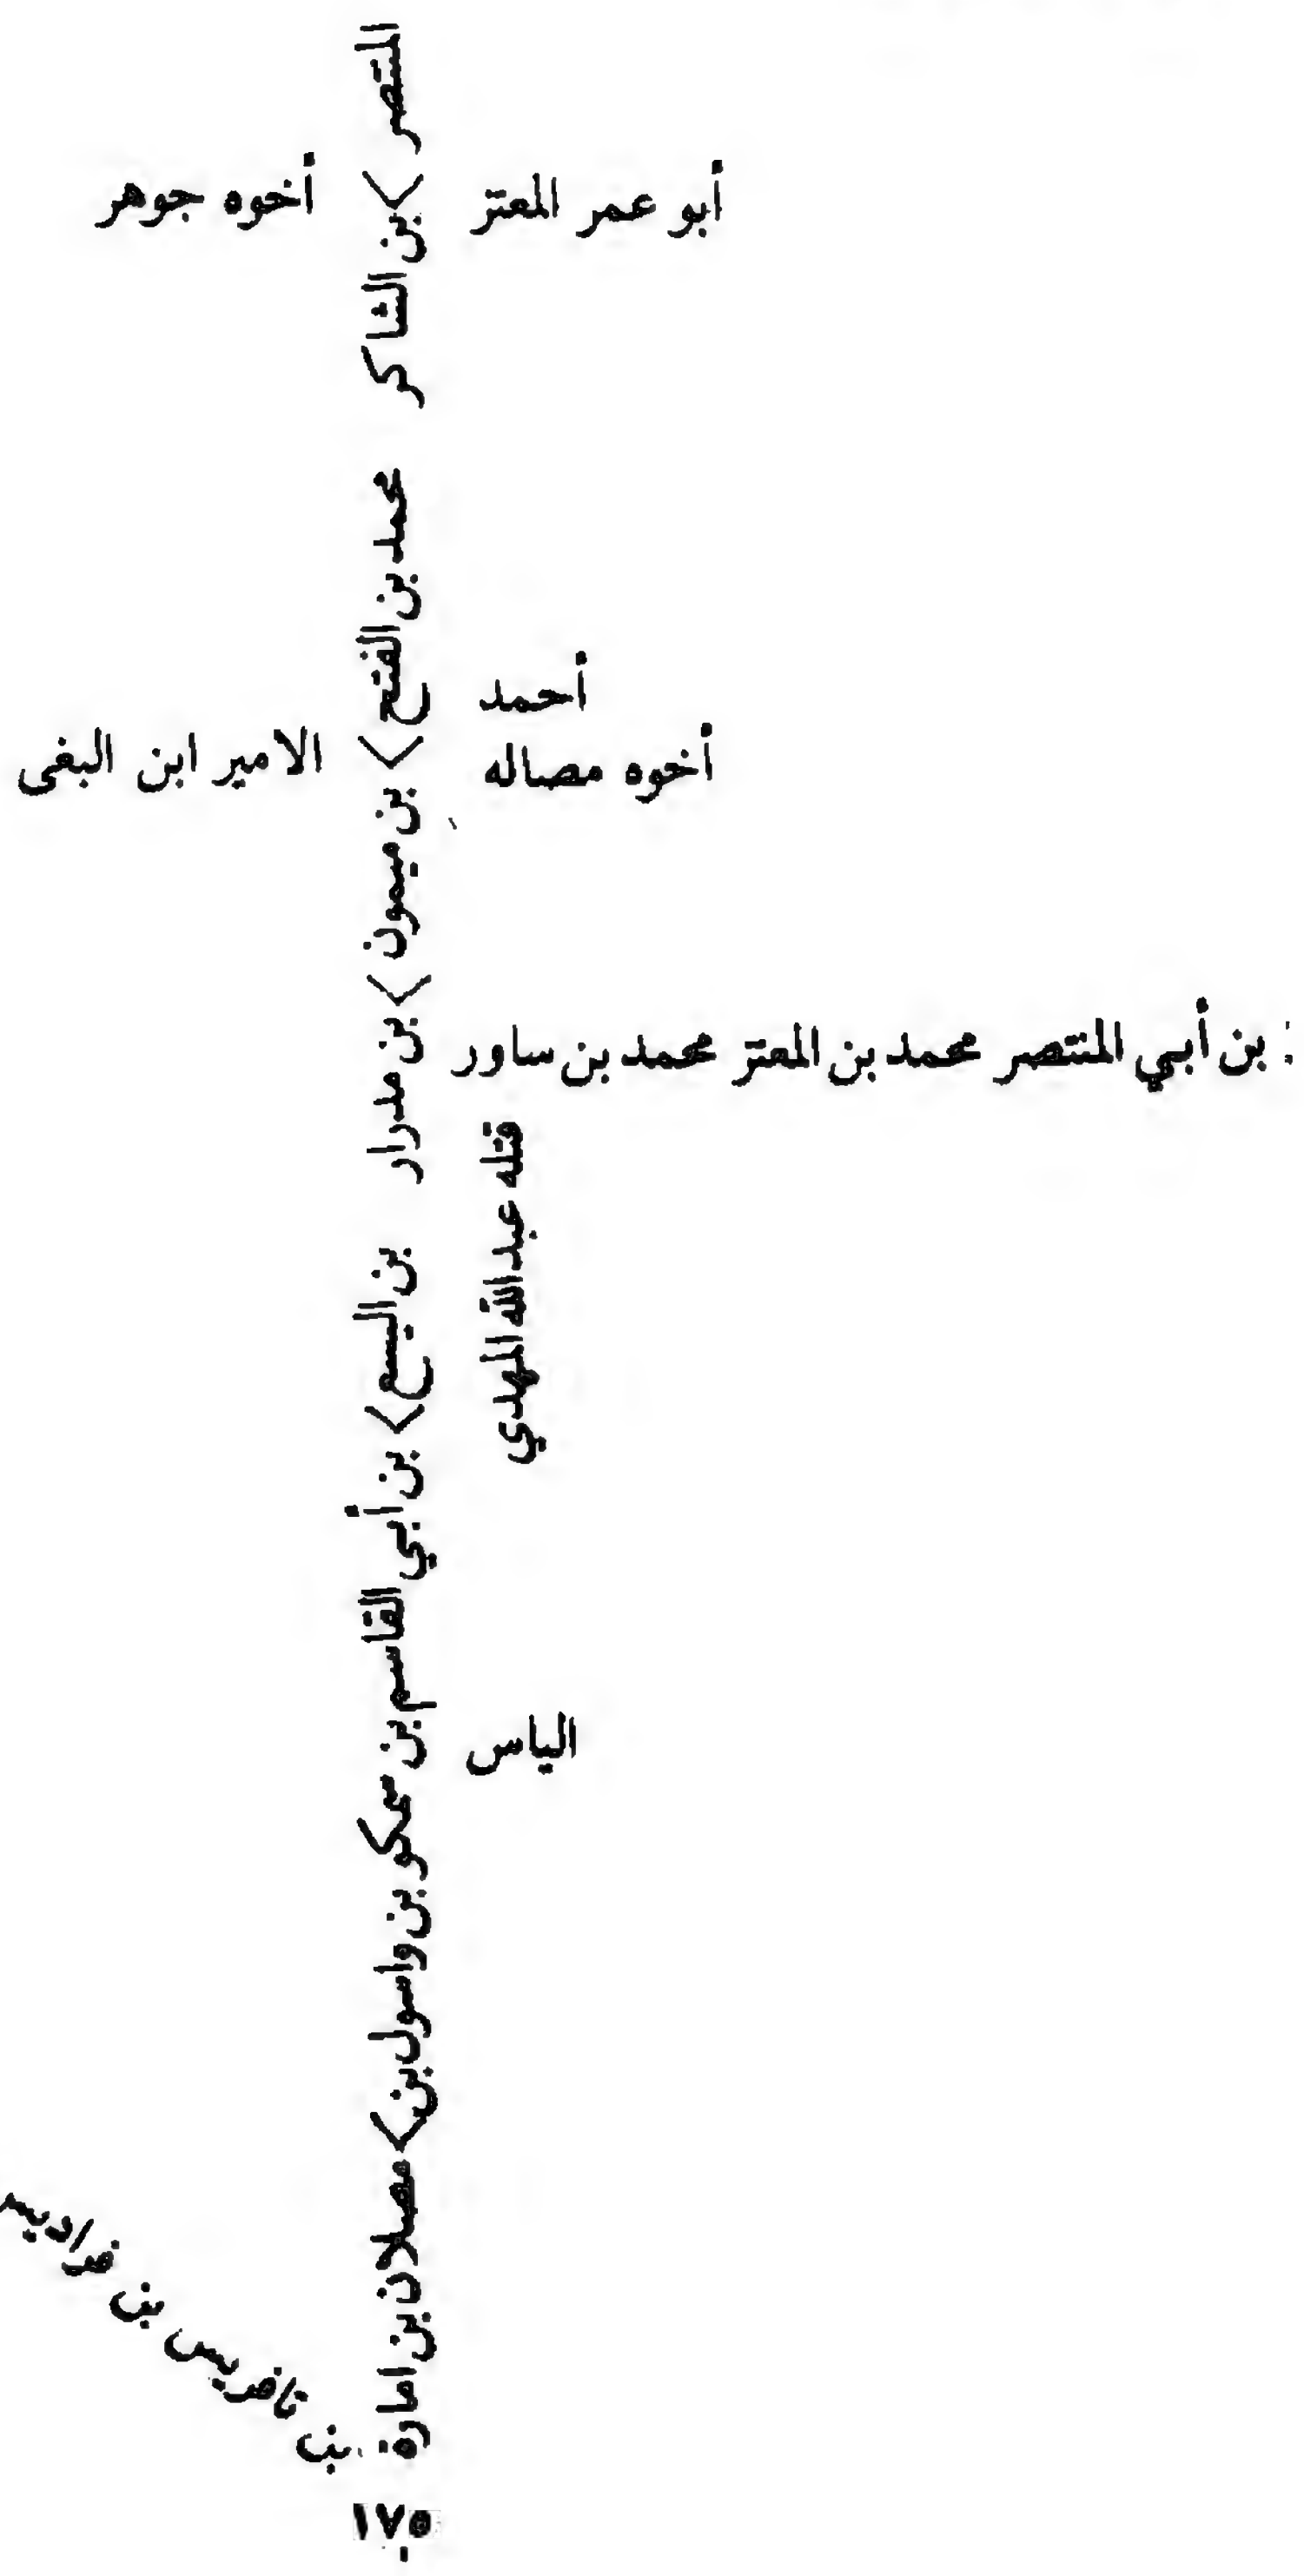 المنتصر > بن الشاكر محمد بن الفتح > بن ميمون > بن مدرار بن اليسع > بن أبي القاسم بن سمكو بن واسول بن > مصلان بن امارة
أبو عمر المعتز
أخوه جوهر
أحمد
أخوه مصاله
الامير ابن البغى
بن أبي المنتصر محمد بن المعتز محمد بن ساور
قتله عبد الله المهدي
الياس
بن تافريس بن فراديس
١٧٥